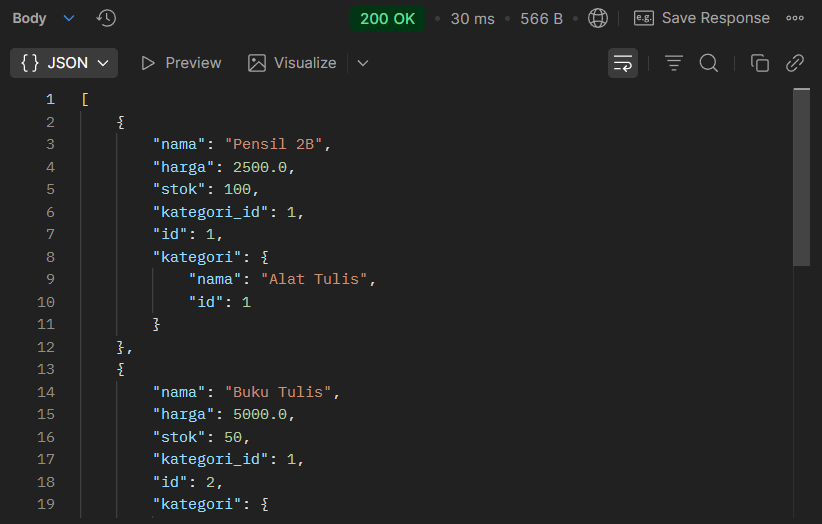 Body 200 OK • 30 ms • 566 B • e.g. Save Response
{} JSON Preview Visualize
1 [
2 {
3 "nama": "Pensil 2B",
4 "harga": 2500.0,
5 "stok": 100,
6 "kategori_id": 1,
7 "id": 1,
8 "kategori": {
9 "nama": "Alat Tulis",
10 "id": 1
11 }
12 },
13 {
14 "nama": "Buku Tulis",
15 "harga": 5000.0,
16 "stok": 50,
17 "kategori_id": 1,
18 "id": 2,
19 "kategori": {